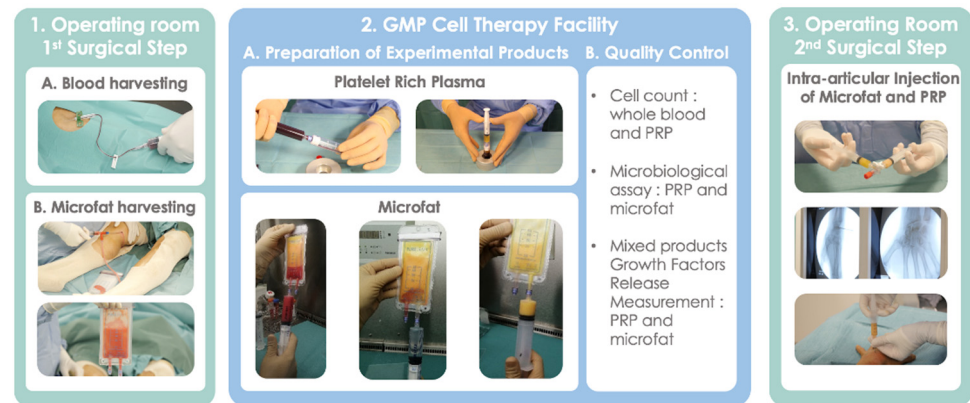 1. Operating room
1st Surgical Step
A. Blood harvesting
B. Microfat harvesting
2. GMP Cell Therapy Facility
A. Preparation of Experimental Products
Platelet Rich Plasma
Microfat
B. Quality Control
• Cell count :
whole blood
and PRP
• Microbiological
assay : PRP and
microfat
• Mixed products
Growth Factors
Release
Measurement :
PRP and
microfat
3. Operating Room
2nd Surgical Step
Intra-articular Injection
of Microfat and PRP